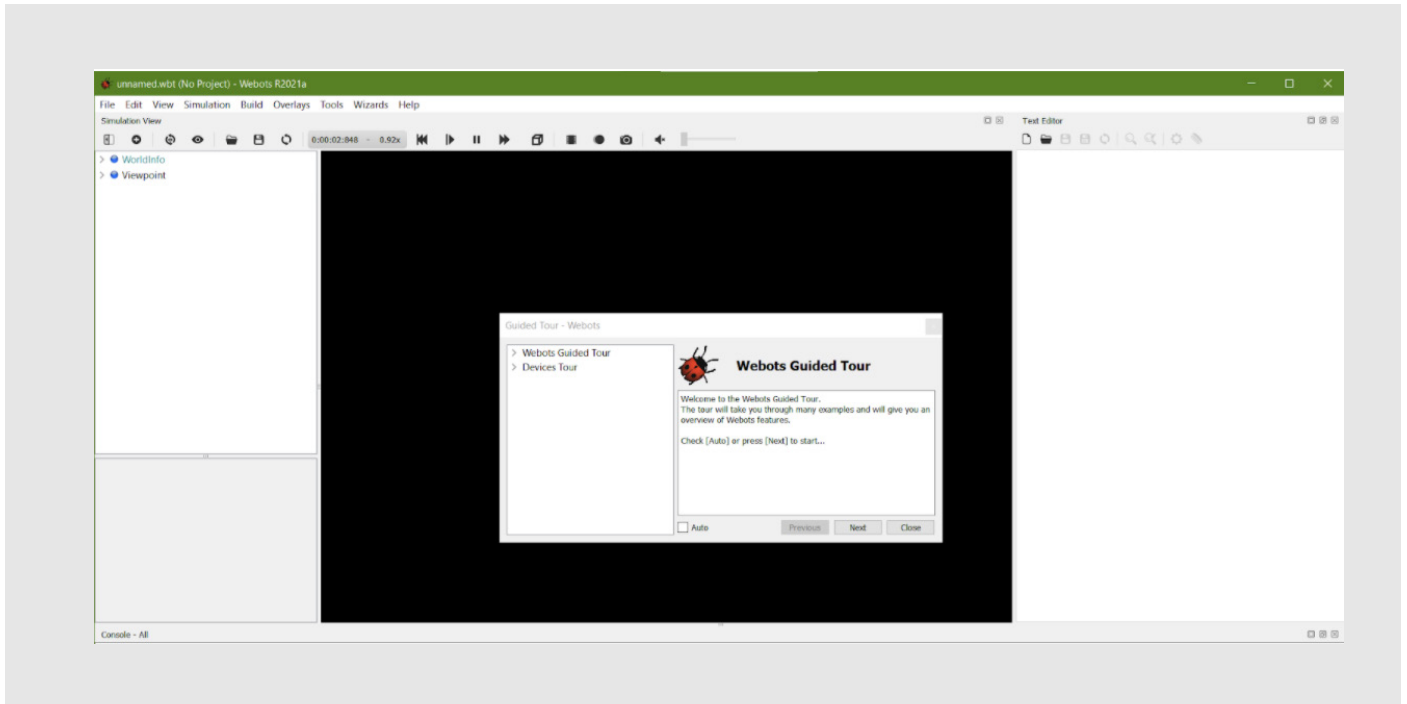 unnamed.wbt (No Project) - Webots R2021a
File Edit View Simulation Build Overlays Tools Wizards Help
Simulation View
Text Editor
0:00:02:048 - 0.92x
WorldInfo
Viewpoint
Guided Tour - Webots
Webots Guided Tour
Devices Tour
Webots Guided Tour
Welcome to the Webots Guided Tour.
The tour will take you through many examples and will give you an
overview of Webots features.
Check [Auto] or press [Next] to start...
Auto
Previous
Next
Close
Console - All